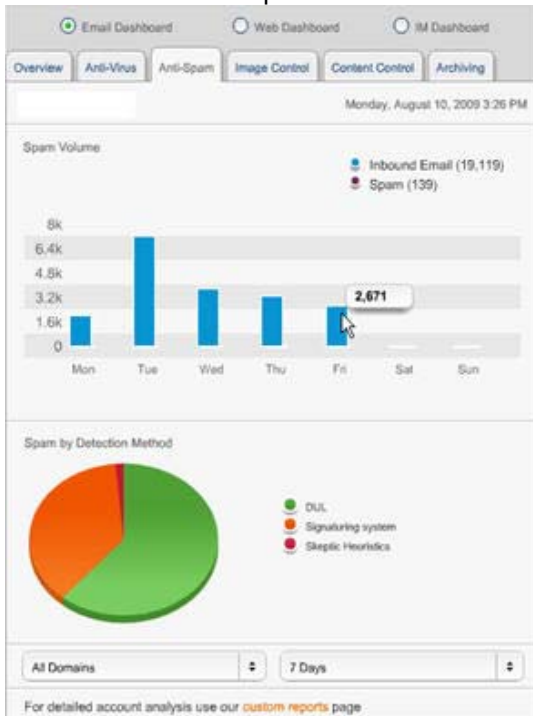 Email Dashboard Web Dashboard IM Dashboard
Overview Anti-Virus Anti-Spam Image Control Content Control Archiving
Monday, August 10, 2009 3:26 PM
Spam Volume
Inbound Email (19,119)
Spam (139)
8k
6.4k
4.8k
3.2k
2,671
1.6k
0
Mon Tue Wed Thu Fri Sat Sun
Spam by Detection Method
DUL
Signaturing system
Skeptic Heuristics
All Domains 7 Days
For detailed account analysis use our custom reports page